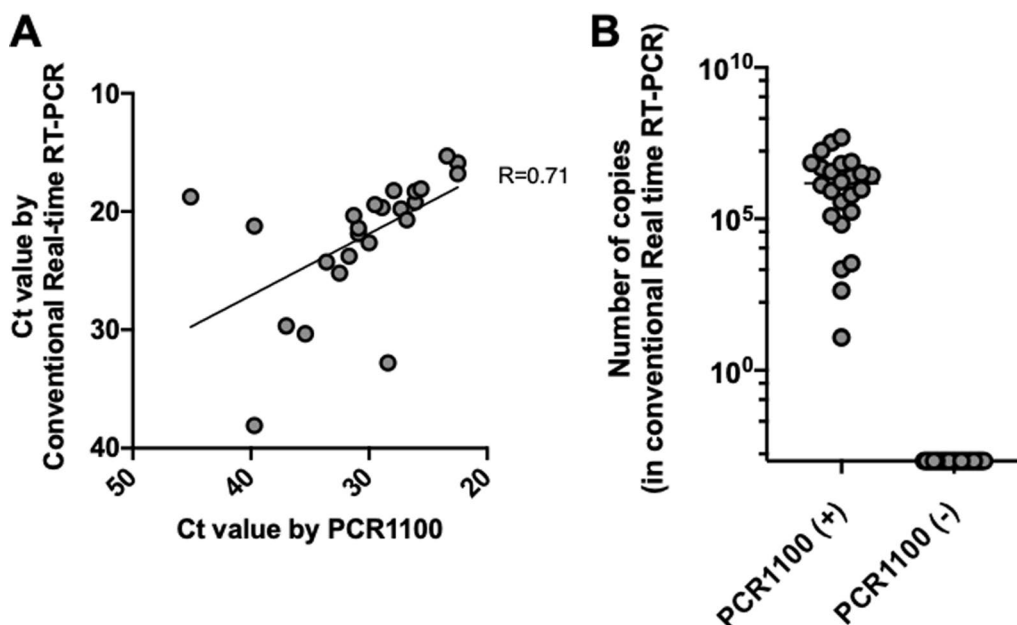 A
Ct value by
Conventional Real-time RT-PCR
10
20
30
40
50
40
30
20
Ct value by PCR1100
R=0.71
B
Number of copies
(in conventional Real time RT-PCR)
10^10
10^5
10^0
PCR1100 (+)
PCR1100 (-)